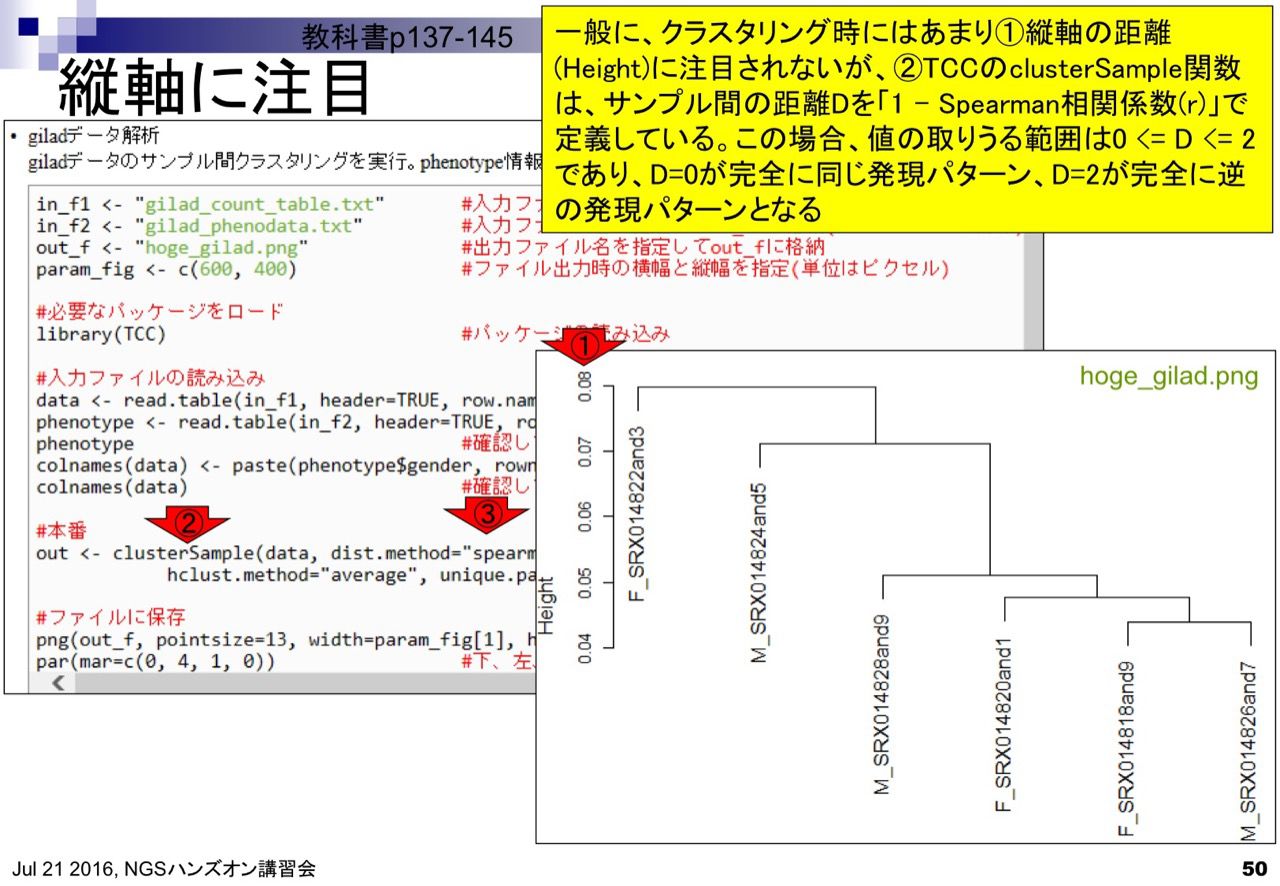 教科書p137-145
縦軸に注目
一般に、クラスタリング時にはあまり①縦軸の距離
(Height)に注目されないが、②TCCのclusterSample関数
は、サンプル間の距離Dを「1 - Spearman相関係数(r)」で
定義している。この場合、値の取りうる範囲は0 <= D <= 2
であり、D=0が完全に同じ発現パターン、D=2が完全に逆
の発現パターンとなる
• giladデータ解析
giladデータのサンプル間クラスタリングを実行。phenotype情報
in_f1 <- "gilad_count_table.txt" #入力フ
in_f2 <- "gilad_phenodata.txt" #入力フ
out_f <- "hoge_gilad.png" #出力ファイル名を指定してout_fに格納
param_fig <- c(600, 400) #ファイル出力時の横幅と縦幅を指定(単位はピクセル)
#必要なパッケージをロード
library(TCC) #パッケージの読み込み
#入力ファイルの読み込み
data <- read.table(in_f1, header=TRUE, row.nam
phenotype <- read.table(in_f2, header=TRUE, ro
phenotype #確認し
colnames(data) <- paste(phenotype$gender, rown
colnames(data) #確認し
#本番
out <- clusterSample(data, dist.method="spearm
hclust.method="average", unique.pa
#ファイルに保存
png(out_f, pointsize=13, width=param_fig[1], h
par(mar=c(0, 4, 1, 0)) #下、左、
①
②
③
hoge_gilad.png
Height
0.08
0.07
0.06
0.05
0.04
F_SRX014822and3
M_SRX014824and5
M_SRX014828and9
F_SRX014820and1
F_SRX014818and9
M_SRX014826and7
Jul 21 2016, NGSハンズオン講習会
50